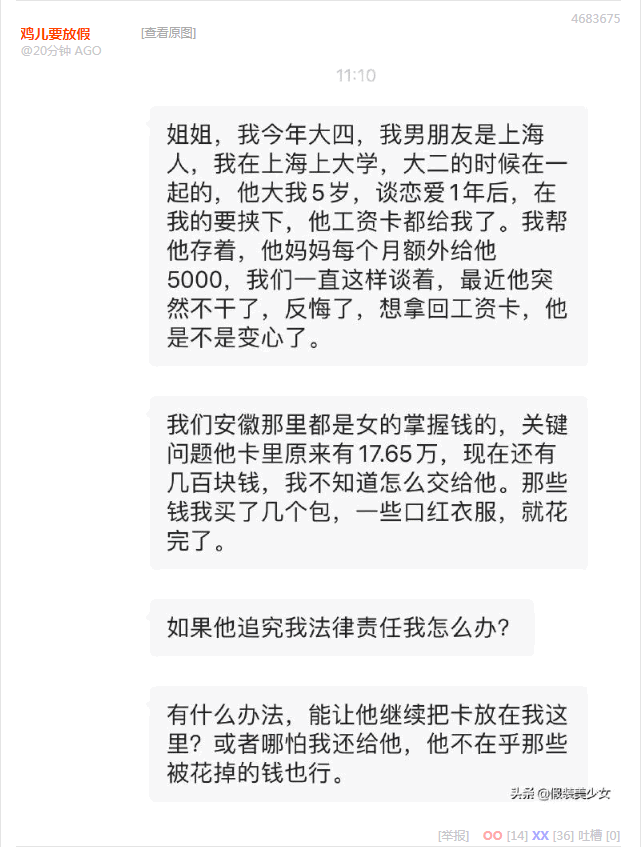 4683675
鸡儿要放假
[查看原图]
@20分钟 AGO
11:10
姐姐，我今年大四，我男朋友是上海
人，我在上海上大学，大二的时候在一
起的，他大我5岁，谈恋爱1年后，在
我的要挟下，他工资卡都给我了。我帮
他存着，他妈妈每个月额外给他
5000，我们一直这样谈着，最近他突
然不干了，反悔了，想拿回工资卡，他
是不是变心了。
我们安徽那里都是女的掌握钱的，关键
问题他卡里原来有17.65万，现在还有
几百块钱，我不知道怎么交给他。那些
钱我买了几个包，一些口红衣服，就花
完了。
如果他追究我法律责任我怎么办？
有什么办法，能让他继续把卡放在我这
里？或者哪怕我还给他，他不在乎那些
被花掉的钱也行。
头条 @假装美少女
[举报] OO [14] XX [36] 吐槽 [0]